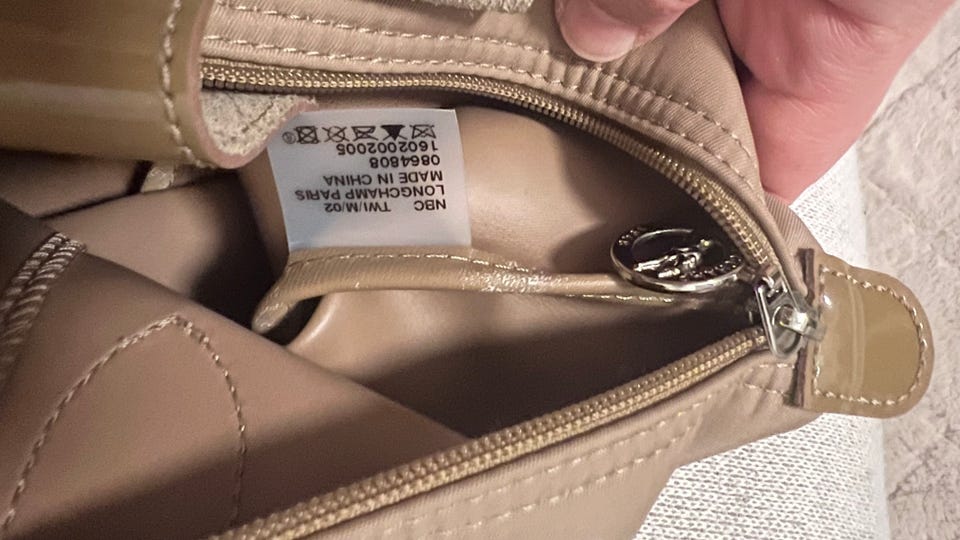 NBC TWI/M/02
LONGCHAMP PARIS
MADE IN CHINA
0864808
1602002005
®